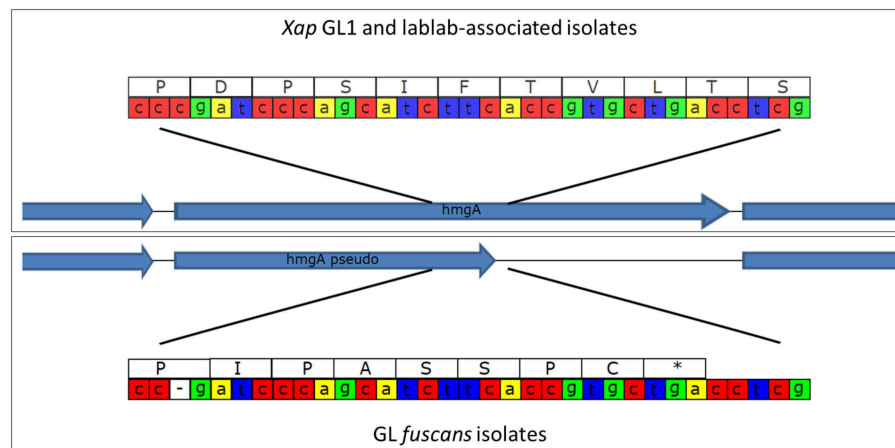 Xap GL1 and lablab-associated isolates
P D P S I F T V L T S
c c c g a t c c c a g c a t c t t c a c c g t g c t g a c c t c g
hmgA
hmgA pseudo
P I P A S S P C *
c c - g a t c c c a g c a t c t t c a c c g t g c t g a c c t c g
GL fuscans isolates